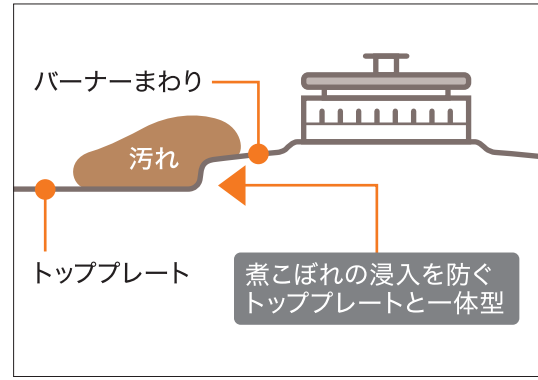 バーナーまわり
汚れ
トッププレート
煮こぼれの浸入を防ぐ
トッププレートと一体型